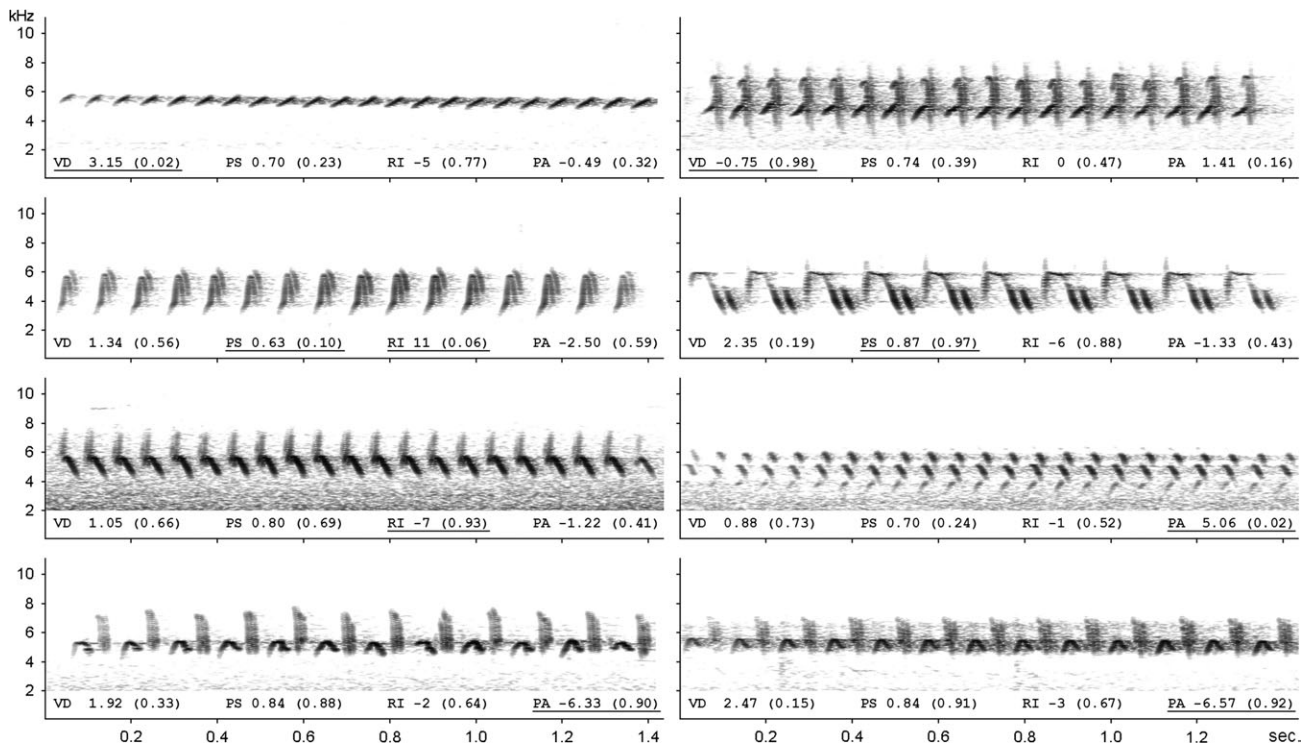 kHz
10
8
6
4
2
VD 3.15 (0.02) PS 0.70 (0.23) RI -5 (0.77) PA -0.49 (0.32)
VD -0.75 (0.98) PS 0.74 (0.39) RI 0 (0.47) PA 1.41 (0.16)
10
8
6
4
2
VD 1.34 (0.56) PS 0.63 (0.10) RI 11 (0.06) PA -2.50 (0.59)
VD 2.35 (0.19) PS 0.87 (0.97) RI -6 (0.88) PA -1.33 (0.43)
10
8
6
4
2
VD 1.05 (0.66) PS 0.80 (0.69) RI -7 (0.93) PA -1.22 (0.41)
VD 0.88 (0.73) PS 0.70 (0.24) RI -1 (0.52) PA 5.06 (0.02)
10
8
6
4
2
VD 1.92 (0.33) PS 0.84 (0.88) RI -2 (0.64) PA -6.33 (0.90)
VD 2.47 (0.15) PS 0.84 (0.91) RI -3 (0.67) PA -6.57 (0.92)
0.2 0.4 0.6 0.8 1.0 1.2 1.4
0.2 0.4 0.6 0.8 1.0 1.2 sec.